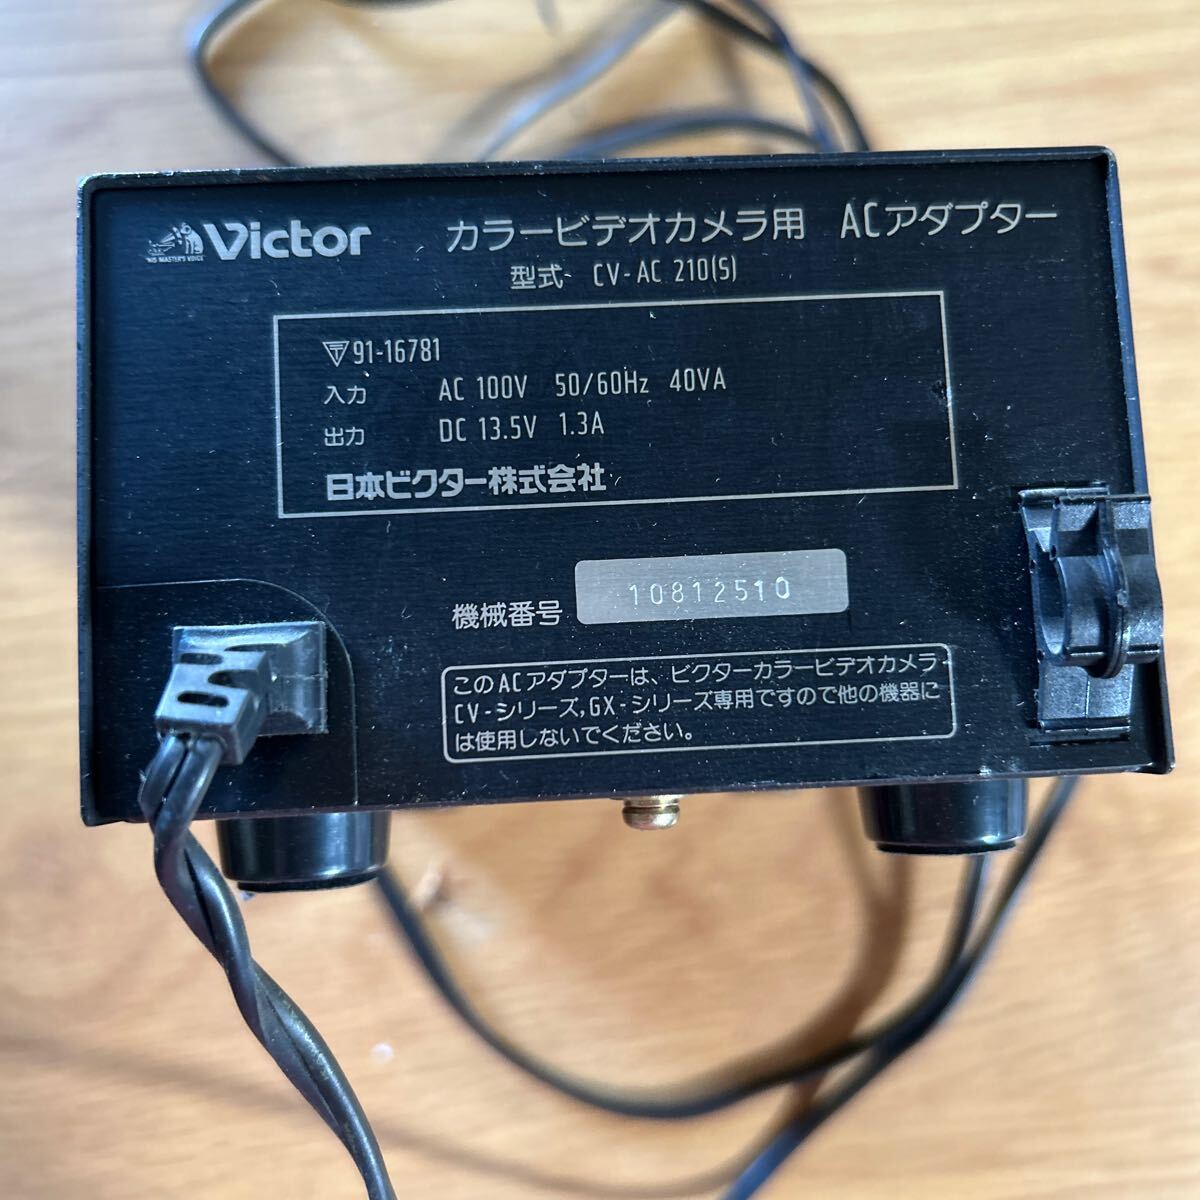 "HIS MASTER'S VOICE"
Victor
カラービデオカメラ用 ACアダプター
型式 CV-AC 210(S)
〒91-16781
入力 AC 100V 50/60Hz 40VA
出力 DC 13.5V 1.3A
日本ビクター株式会社
機械番号 10812510
このACアダプターは、ビクターカラービデオカメラ
CV-シリーズ,GX-シリーズ専用ですので他の機器に
は使用しないでください。